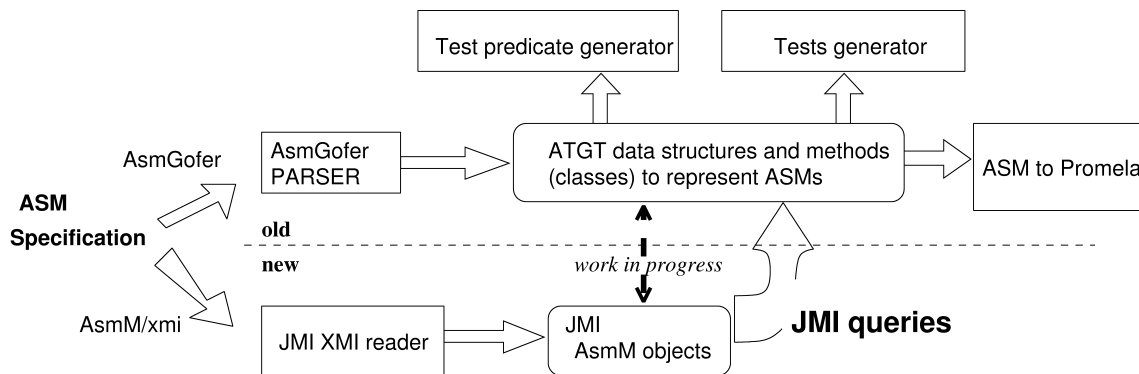 Test predicate generator
Tests generator
AsmGofer
AsmGofer
PARSER
ATGT data structures and methods
(classes) to represent ASMs
ASM to Promela
ASM
Specification
old
new
work in progress
AsmM/xmi
JMI XMI reader
JMI
AsmM objects
JMI queries